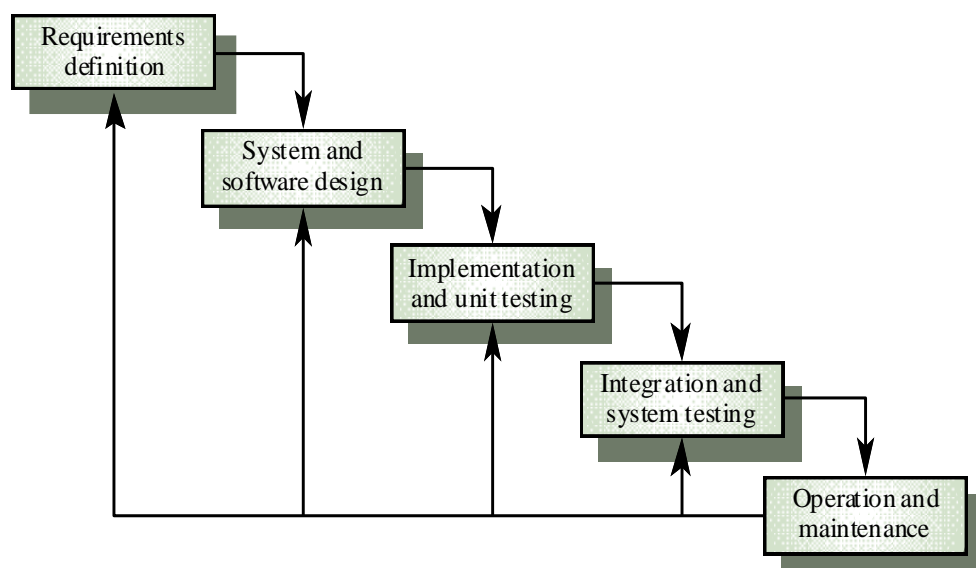 Requirements
definition
System and
software design
Implementation
and unit testing
Integration and
system testing
Operation and
maintenance